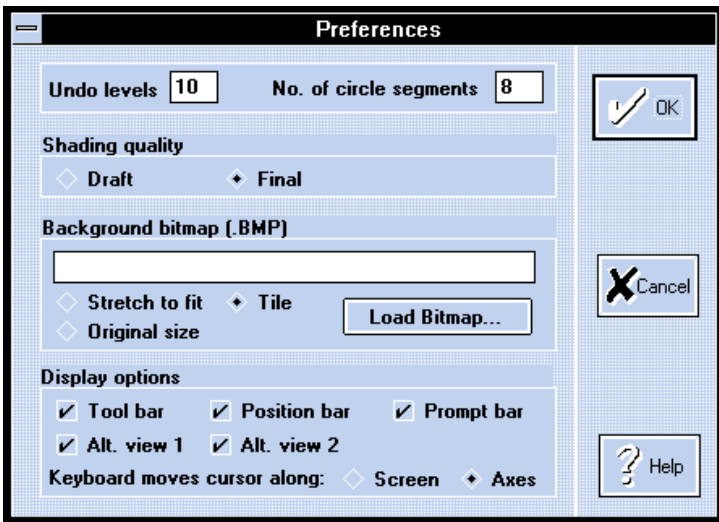 Preferences
Undo levels 10 No. of circle segments 8
OK
Shading quality
Draft Final
Background bitmap (.BMP)
Stretch to fit Tile
Original size
Load Bitmap...
Cancel
Display options
Tool bar Position bar Prompt bar
Alt. view 1 Alt. view 2
Keyboard moves cursor along: Screen Axes
Help